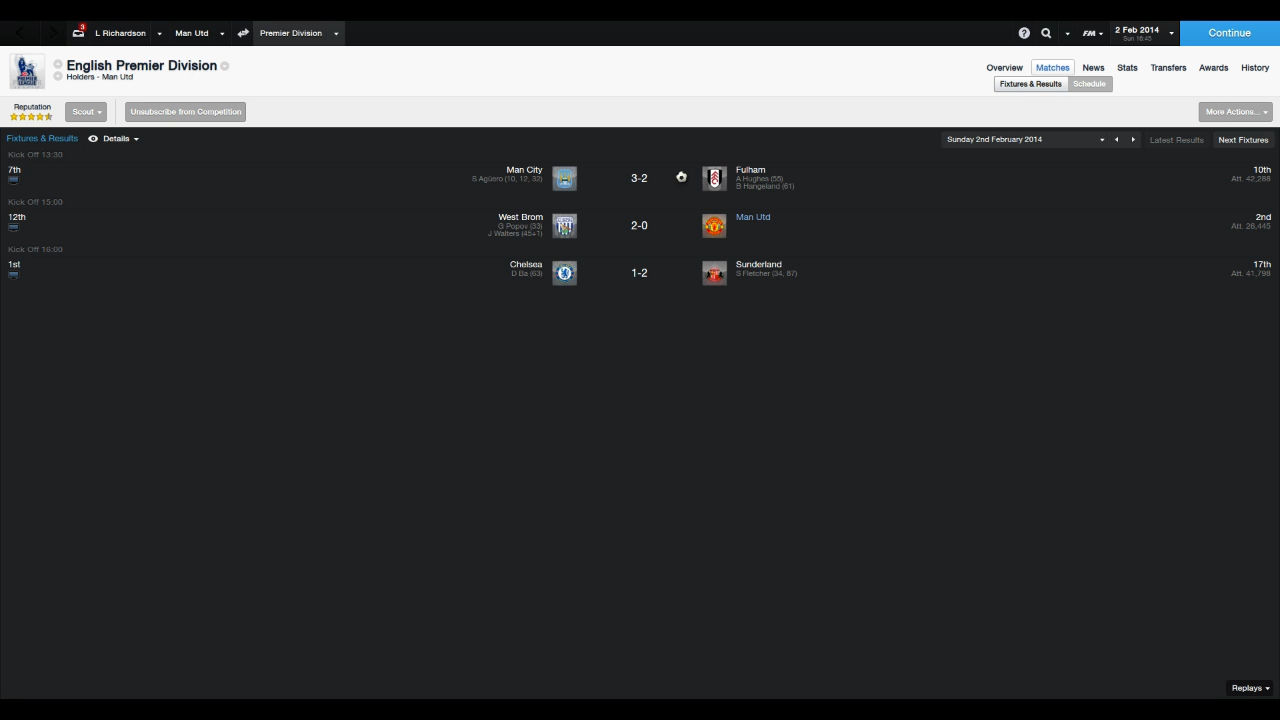 3
L Richardson
Man Utd
Premier Division
FM
2 Feb 2014
Sun 16:45
Continue
English Premier Division
Holders - Man Utd
Overview
Matches
News
Stats
Transfers
Awards
History
Fixtures & Results
Schedule
Reputation
Scout
Unsubscribe from Competition
More Actions...
Fixtures & Results
Details
Sunday 2nd February 2014
Latest Results
Next Fixtures
Kick Off 13:30
7th
Man City
S Agüero (10, 12, 32)
3-2
Fulham
A Hughes (55)
B Hangeland (61)
10th
Att. 42,288
Kick Off 15:00
12th
West Brom
G Popov (33)
J Walters (45+1)
2-0
Man Utd
2nd
Att. 26,445
Kick Off 16:00
1st
Chelsea
D Ba (63)
1-2
Sunderland
S Fletcher (34, 87)
17th
Att. 41,798
Replays